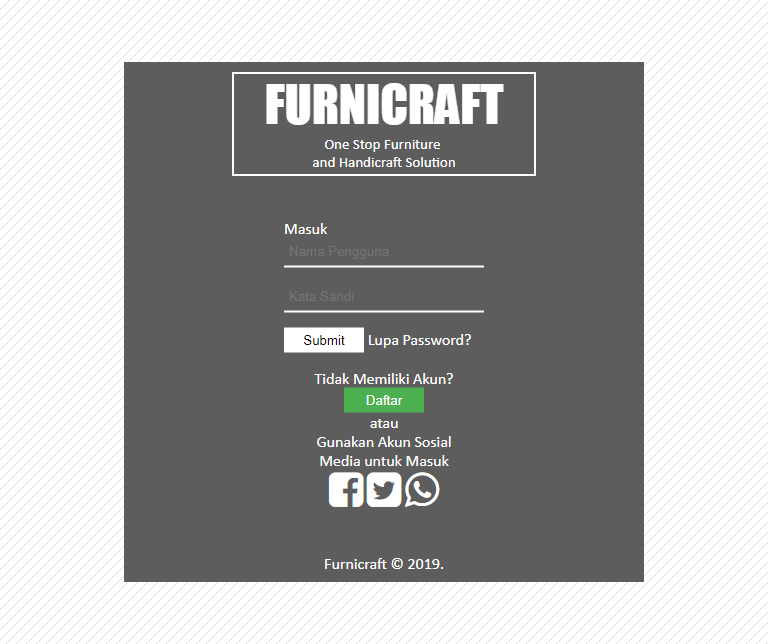 FURNICRAFT
One Stop Furniture
and Handicraft Solution
Masuk
Nama Pengguna
Kata Sandi
Submit Lupa Password?
Tidak Memiliki Akun?
Daftar
atau
Gunakan Akun Sosial
Media untuk Masuk
Furnicraft © 2019.